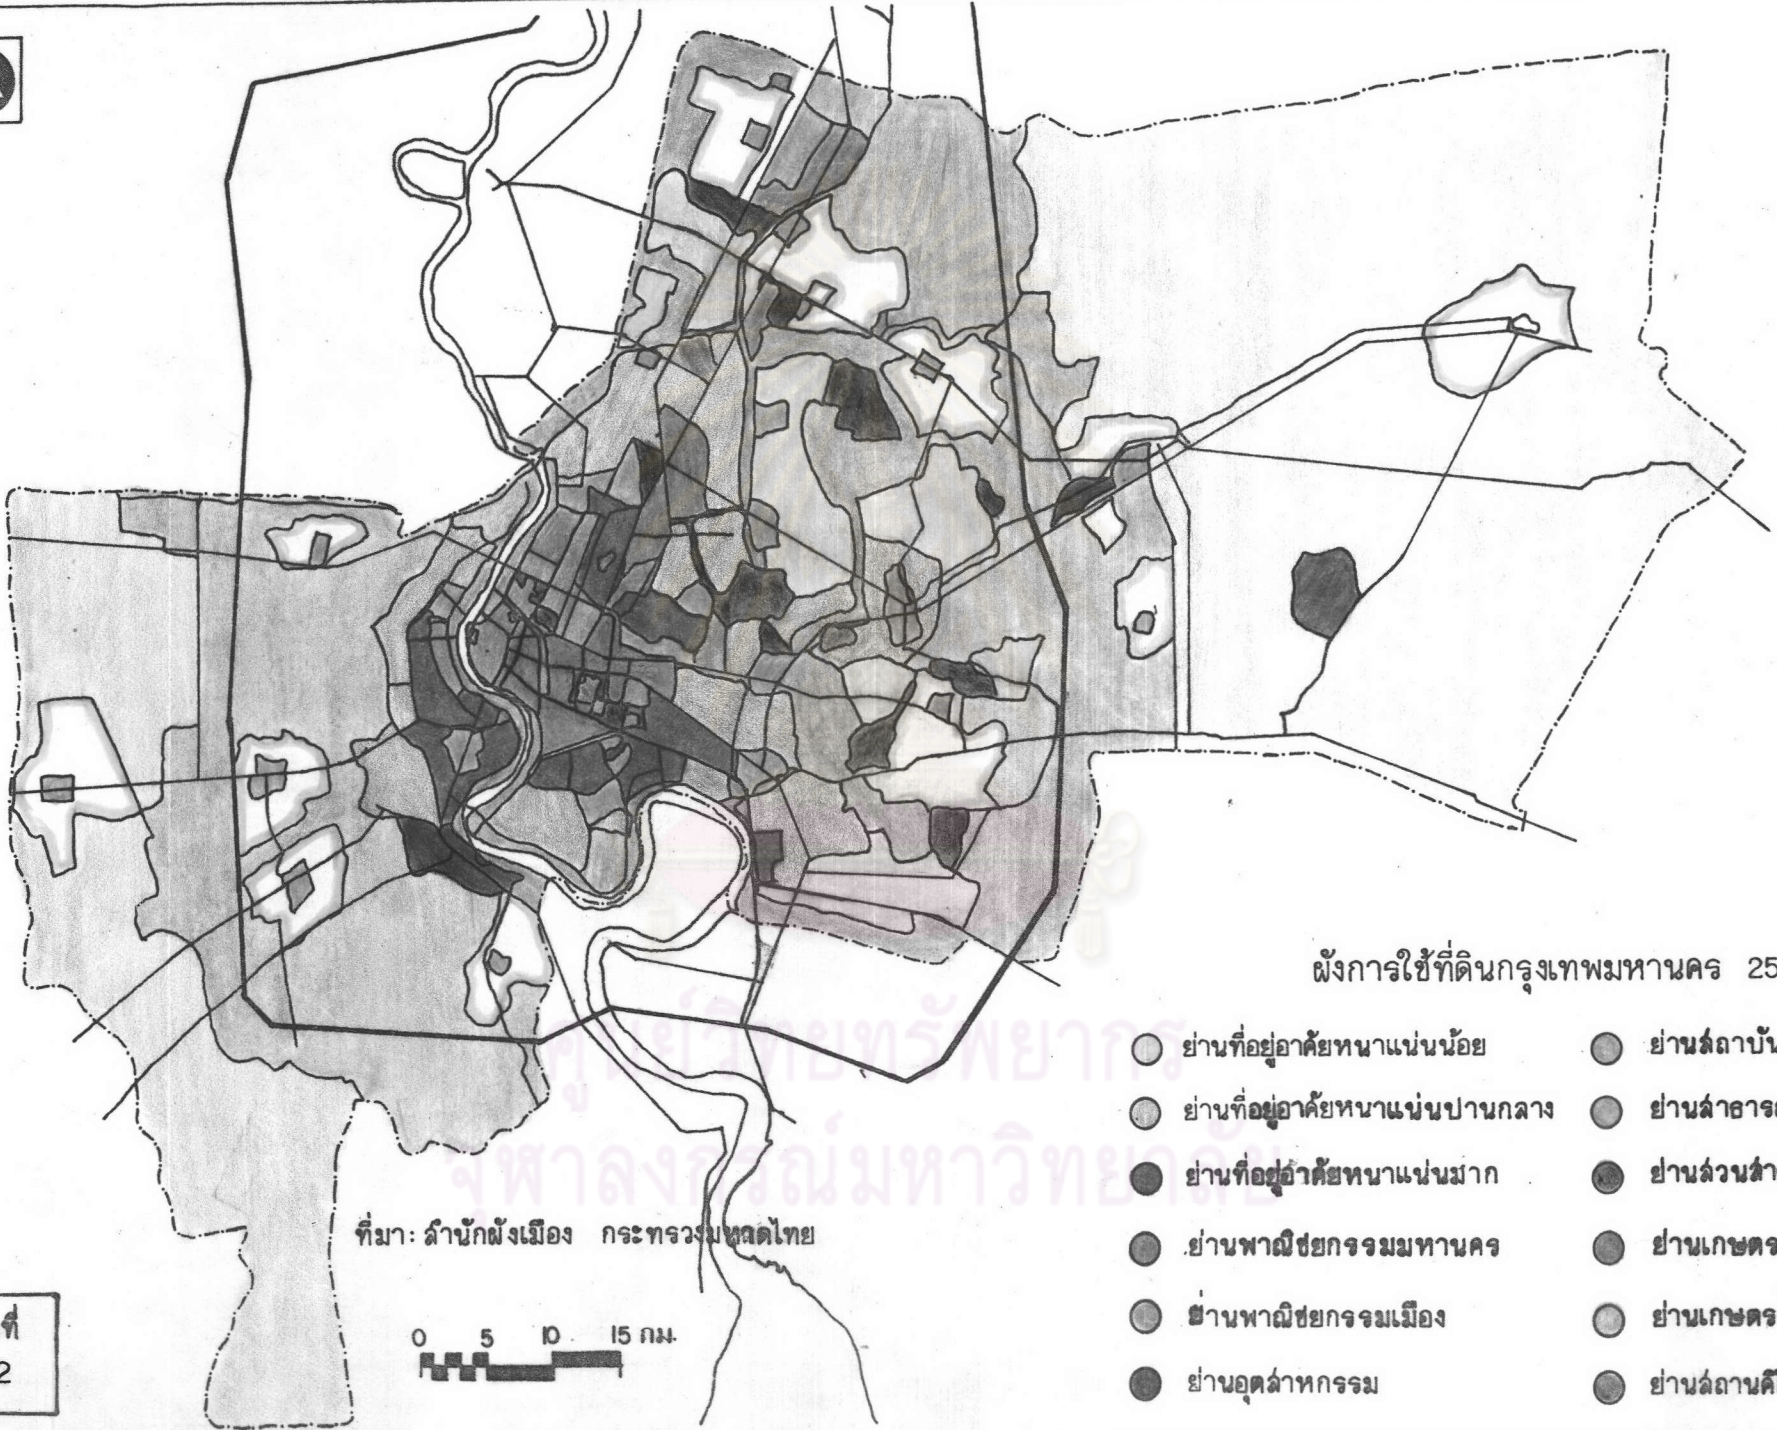 ผังการใช้ที่ดินกรุงเทพมหานคร 25
ย่านที่อยู่อาศัยหนาแน่นน้อย
ย่านที่อยู่อาศัยหนาแน่นปานกลาง
ย่านที่อยู่อาศัยหนาแน่นมาก
ย่านพาณิชยกรรมมหานคร
ย่านพาณิชยกรรมเมือง
ย่านอุตสาหกรรม
ย่านสถาบัน
ย่านสาธารณ
ย่านสวนสา
ย่านเกษตร
ย่านเกษตร
ย่านสถานที่
ศูนย์วิทยทรัพยากร
จุฬาลงกรณ์มหาวิทยาลัย
ที่มา: สำนักผังเมือง กระทรวงมหาดไทย
0 5 10 15 กม.
ที่
2